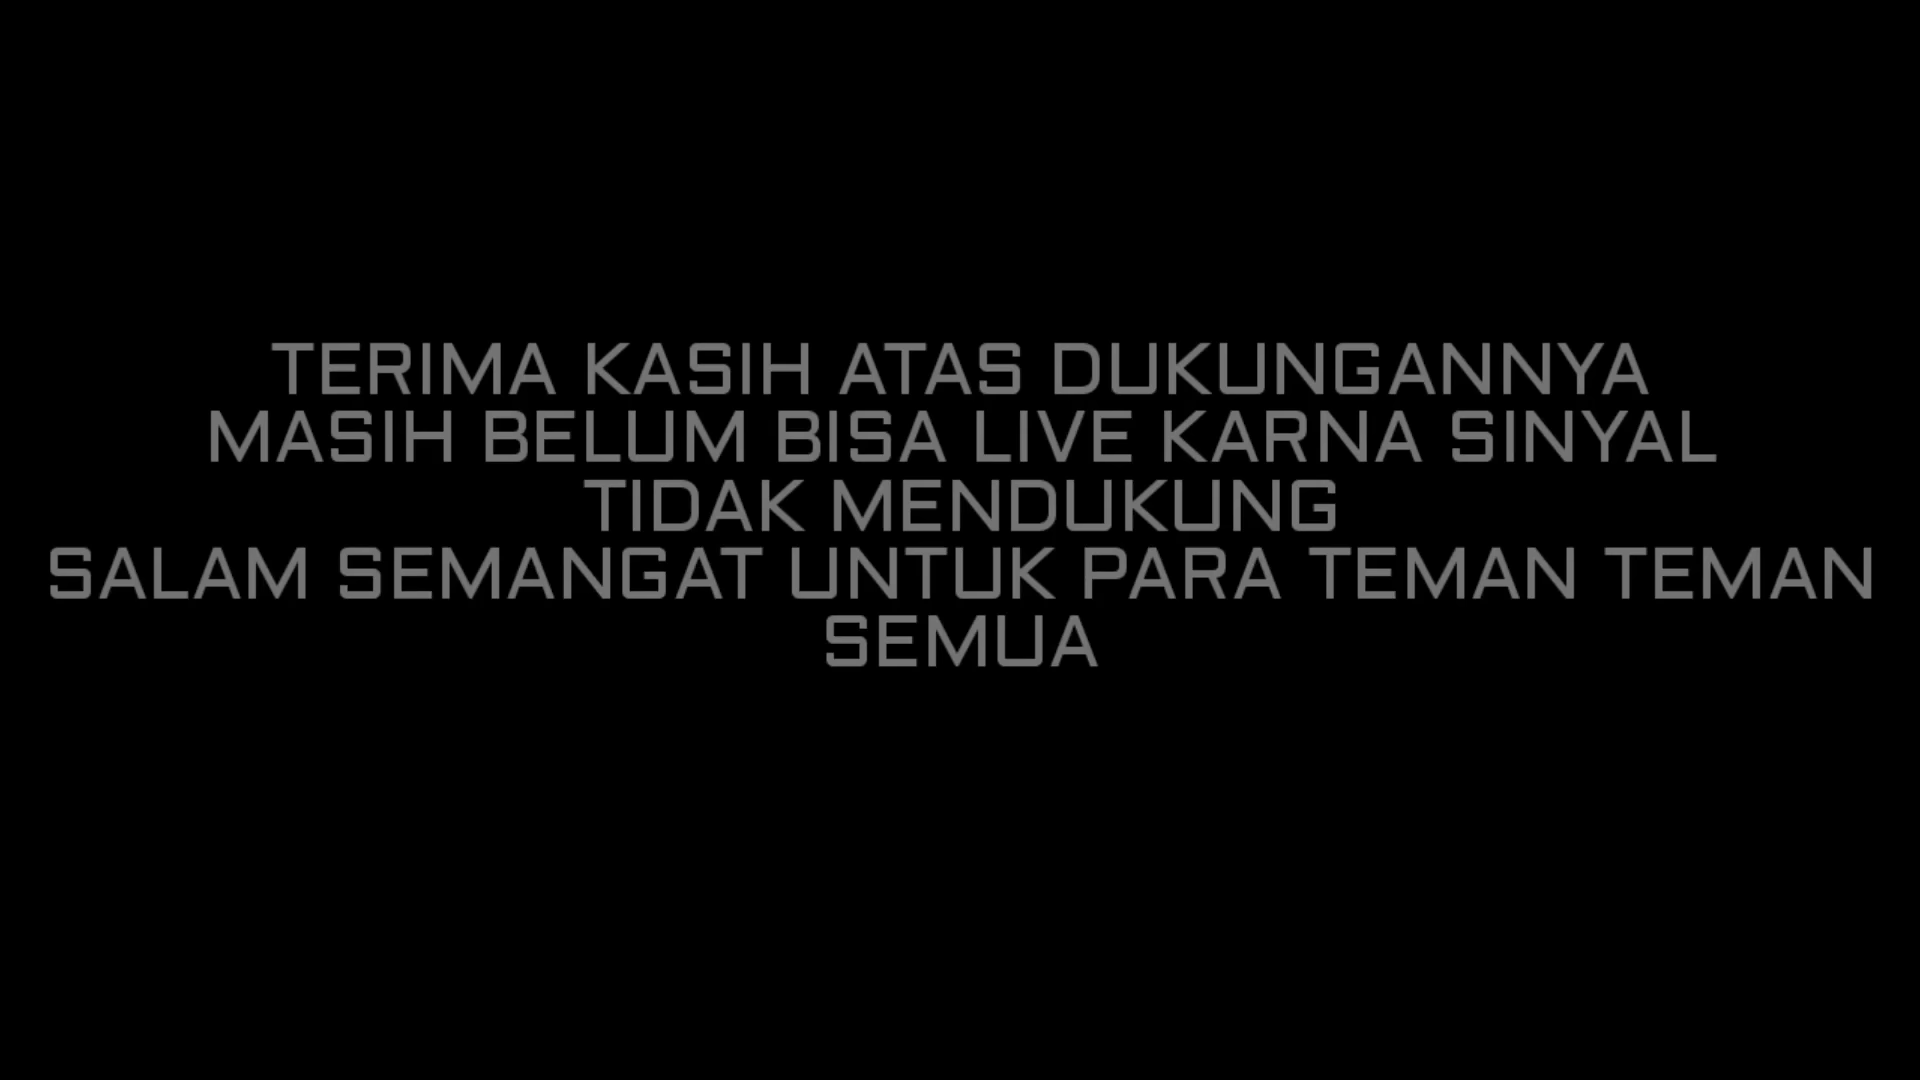 TERIMA KASIH ATAS DUKUNGANNYA
MASIH BELUM BISA LIVE KARNA SINYAL
TIDAK MENDUKUNG
SALAM SEMANGAT UNTUK PARA TEMAN TEMAN
SEMUA